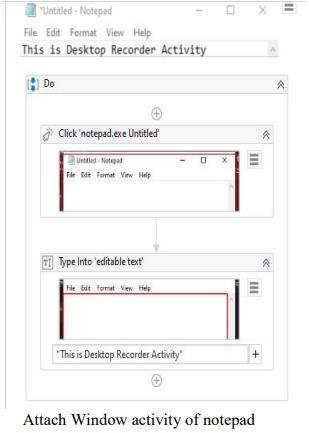 *Untitled - Notepad
File Edit Format View Help
This is Desktop Recorder Activity
Do
Click 'notepad.exe Untitled'
Untitled - Notepad
File Edit Format View Help
Type Into 'editable text'
File Edit Format View Help
"This is Desktop Recorder Activity"
Attach Window activity of notepad